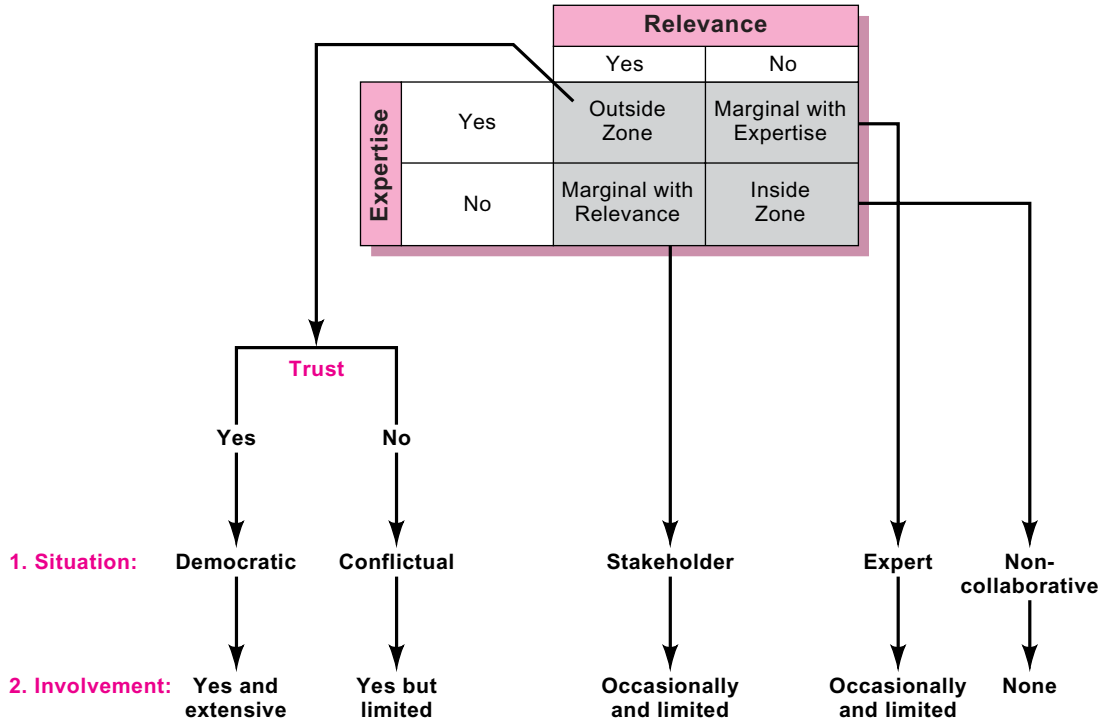 Relevance
Yes
No
Expertise
Yes
Outside
Zone
Marginal with
Expertise
No
Marginal with
Relevance
Inside
Zone
Trust
Yes
No
1. Situation:
Democratic
Conflictual
Stakeholder
Expert
Non-
collaborative
2. Involvement:
Yes and
extensive
Yes but
limited
Occasionally
and limited
Occasionally
and limited
None